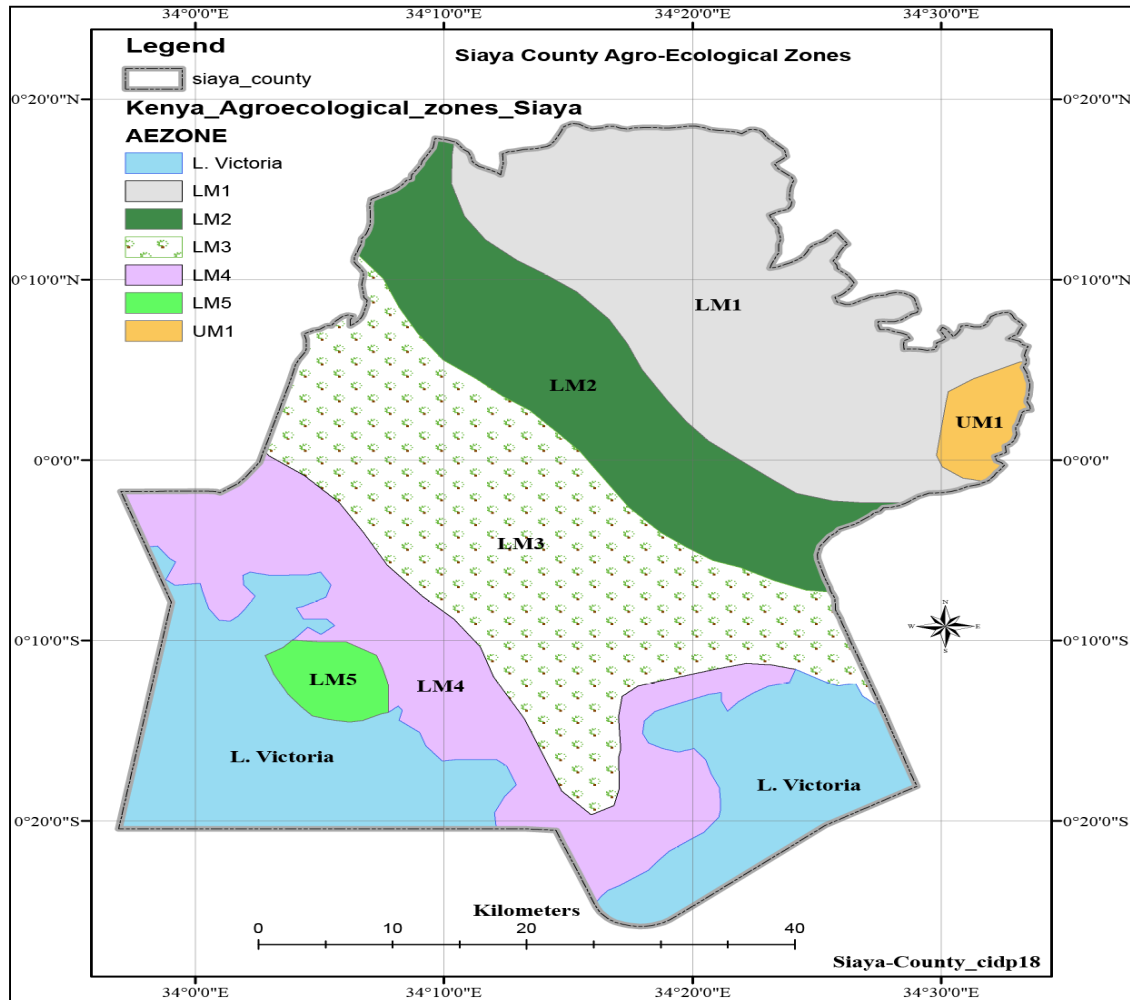 34°0'0"E 34°10'0"E 34°20'0"E 34°30'0"E
Legend
Siaya County Agro-Ecological Zones
siaya_county
0°20'0"N 0°20'0"N
Kenya_Agroecological_zones_Siaya
AEZONE
L. Victoria
LM1
LM2
LM3
LM4
LM5
UM1
0°10'0"N 0°10'0"N
LM1
LM2
UM1
0°0'0" 0°0'0"
LM3
N
W E
S
0°10'0"S 0°10'0"S
LM5
LM4
L. Victoria
L. Victoria
0°20'0"S 0°20'0"S
Kilometers
0 10 20 40
Siaya-County_cidp18
34°0'0"E 34°10'0"E 34°20'0"E 34°30'0"E